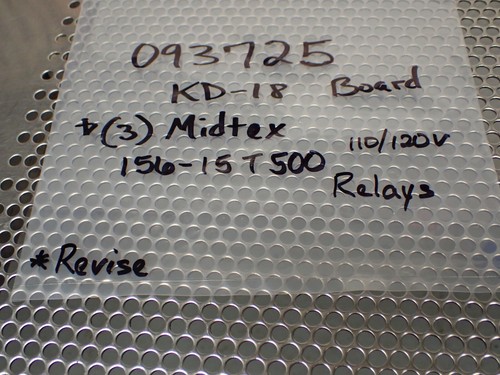 093725
KD-18 Board
+(3) Midtex 110/120V
156-15T500 Relays
*Revise